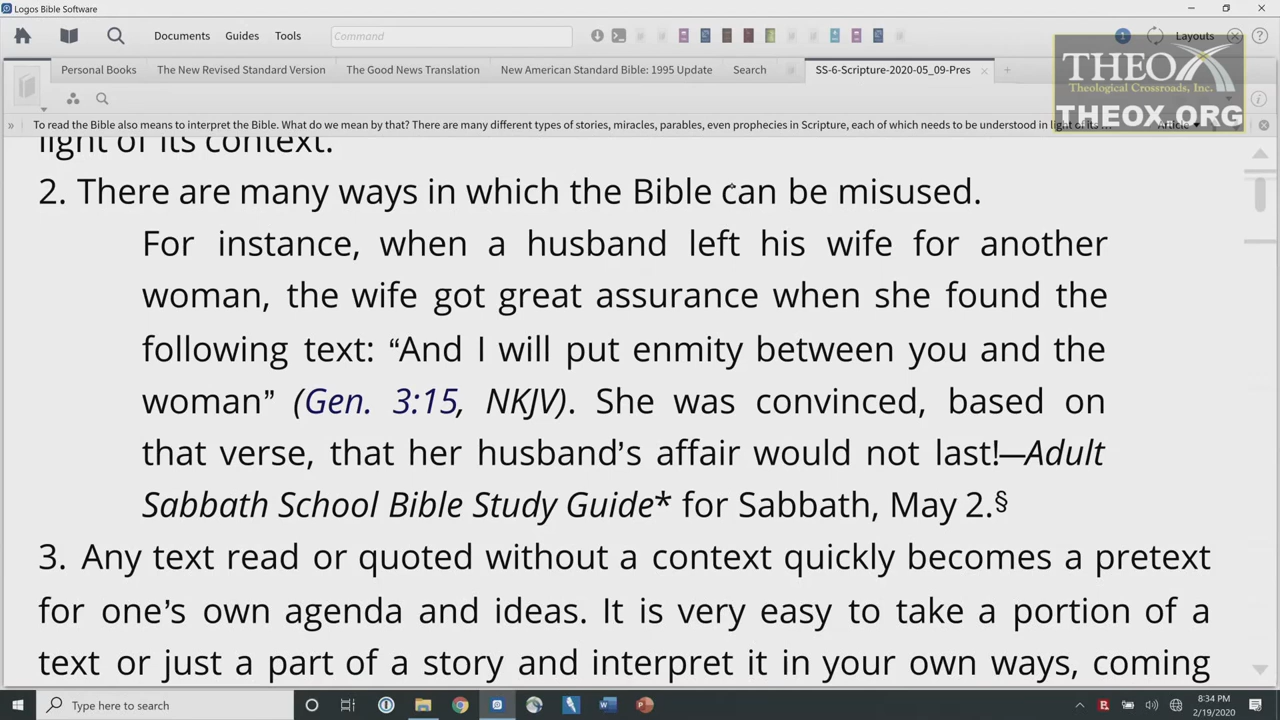 Logos Bible Software
Documents Guides Tools Command 1 Layouts
THEOX
Theological Crossroads, Inc.
THEOX.ORG
Personal Books The New Revised Standard Version The Good News Translation New American Standard Bible: 1995 Update Search SS-6-Scripture-2020-05_09-Pres
» To read the Bible also means to interpret the Bible. What do we mean by that? There are many different types of stories, miracles, parables, even prophecies in Scripture, each of which needs to be understood in light of its ... Article
light of its context.
2. There are many ways in which the Bible can be misused.
For instance, when a husband left his wife for another
woman, the wife got great assurance when she found the
following text: “And I will put enmity between you and the
woman” (Gen. 3:15, NKJV). She was convinced, based on
that verse, that her husband’s affair would not last!—Adult
Sabbath School Bible Study Guide* for Sabbath, May 2.§
3. Any text read or quoted without a context quickly becomes a pretext
for one’s own agenda and ideas. It is very easy to take a portion of a
text or just a part of a story and interpret it in your own ways, coming
Type here to search
8:34 PM
2/19/2020